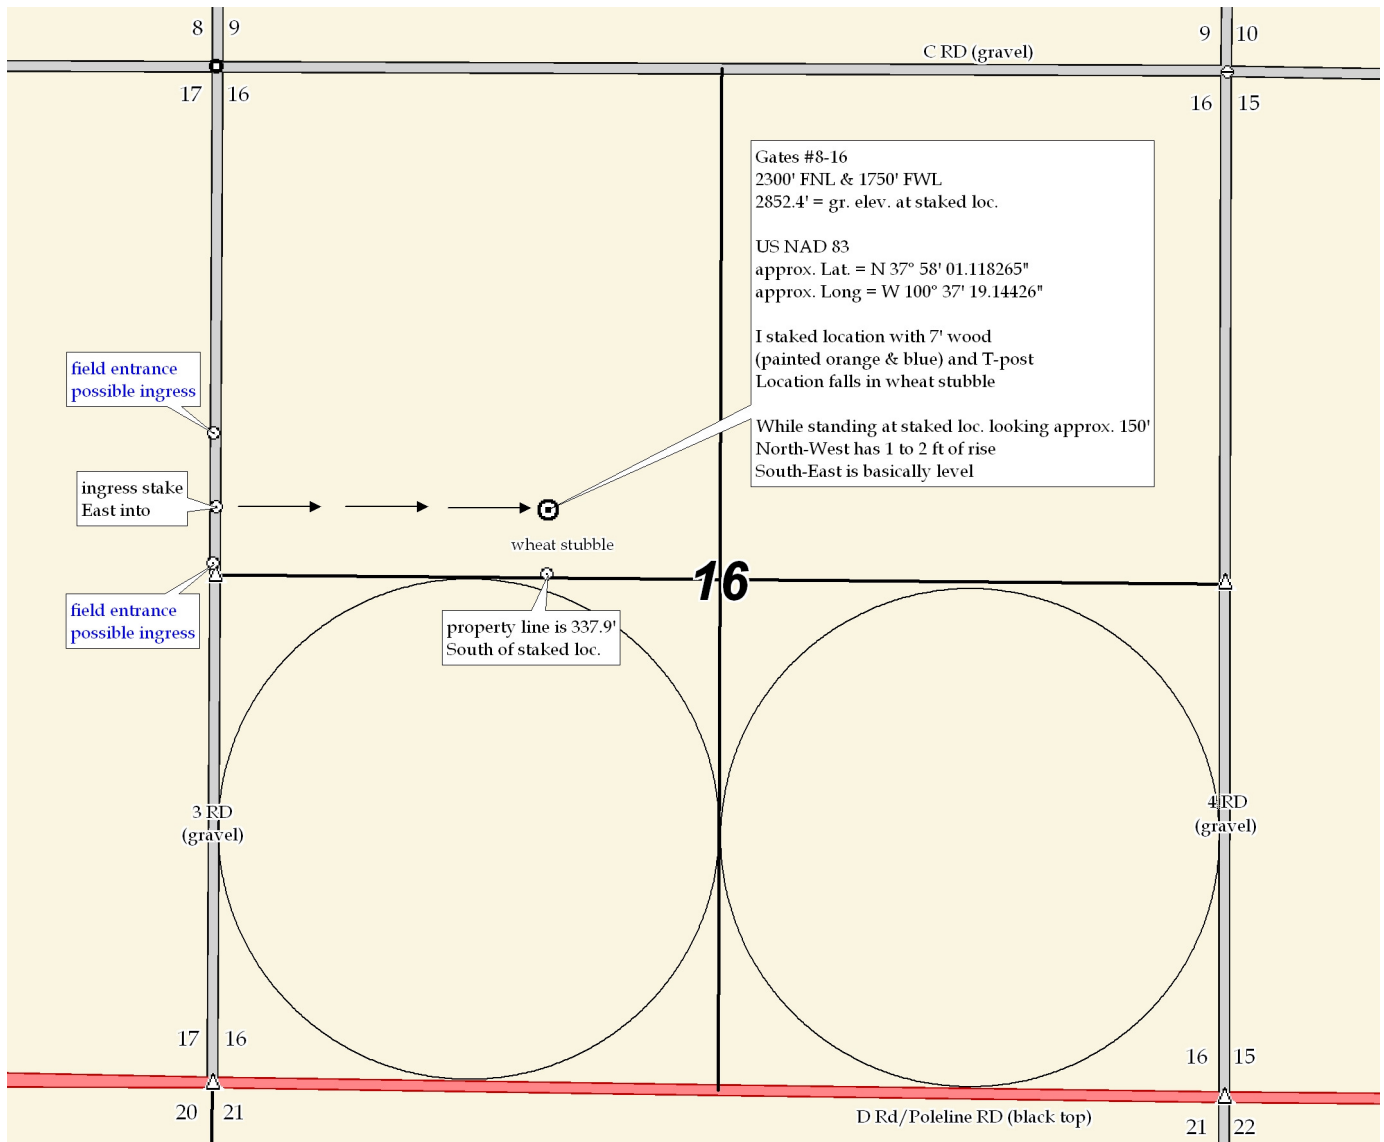 8 9
9 10
C RD (gravel)
17 16
16 15
Gates #8-16
2300' FNL & 1750' FWL
2852.4' = gr. elev. at staked loc.
US NAD 83
approx. Lat. = N 37° 58' 01.118265"
approx. Long = W 100° 37' 19.14426"
I staked location with 7' wood
(painted orange & blue) and T-post
Location falls in wheat stubble
While standing at staked loc. looking approx. 150'
North-West has 1 to 2 ft of rise
South-East is basically level
field entrance
possible ingress
ingress stake
East into
wheat stubble
16
field entrance
possible ingress
property line is 337.9'
South of staked loc.
3 RD
(gravel)
4 RD
(gravel)
17 16
16 15
20 21
D Rd/Poleline RD (black top)
21 22